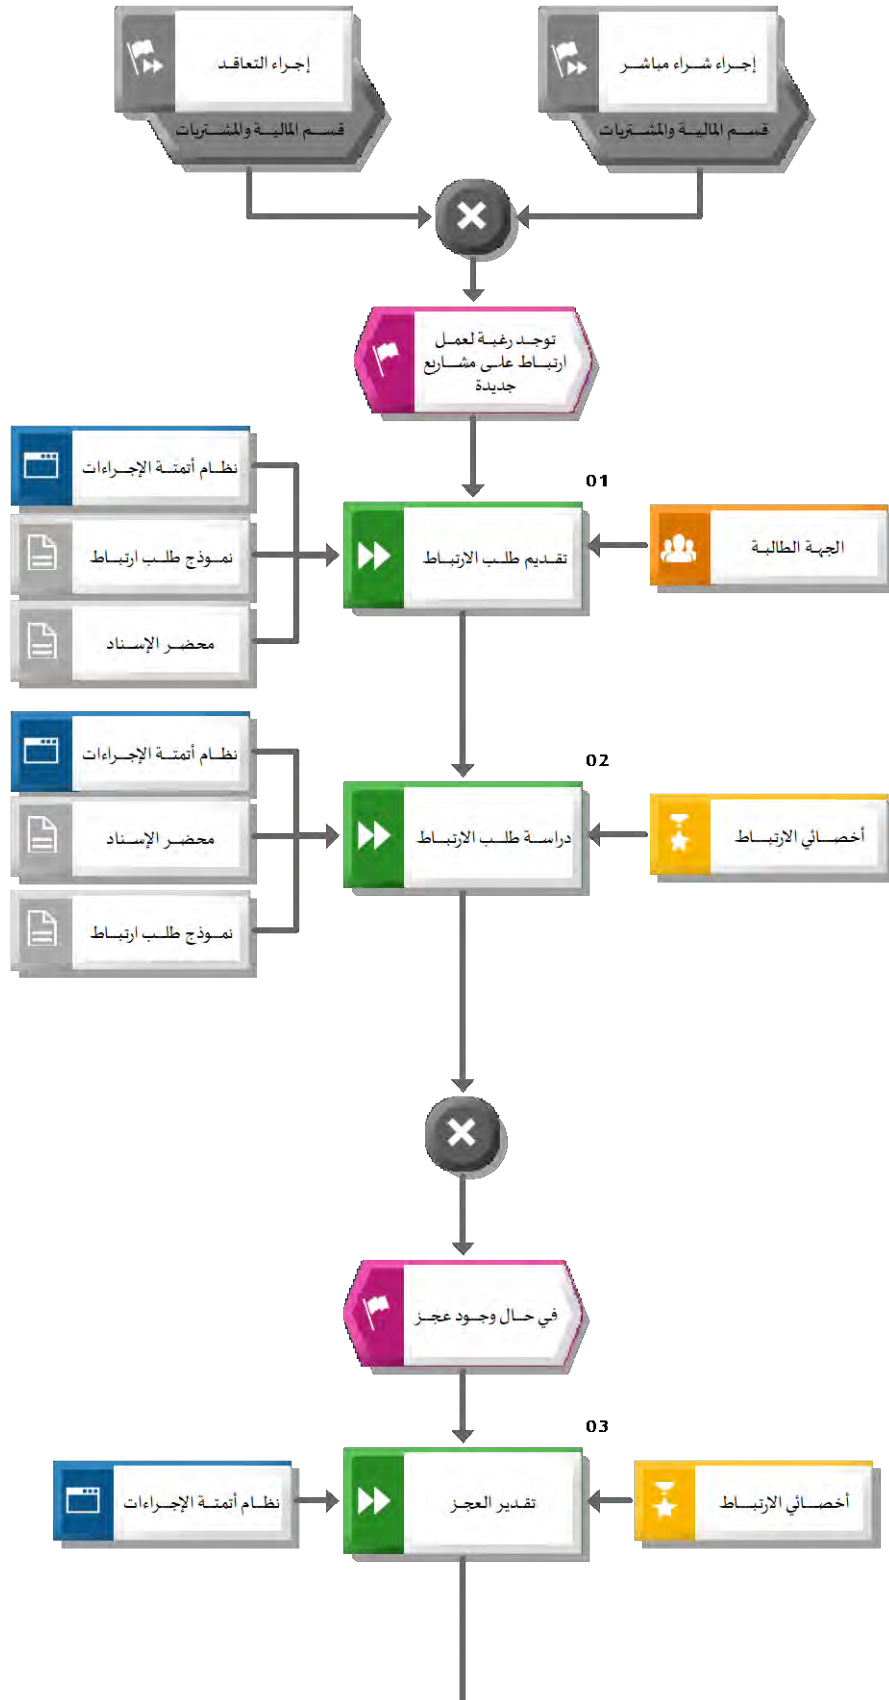 إجراء شراء مباشر
قسم المالية والمشتريات
إجراء التعاقد
قسم المالية والمشتريات
توجد رغبة لعمل
ارتباط على مشاريع
جديدة
01
الجهة الطالبة
تقديم طلب الارتباط
نظام أتمتة الإجراءات
نموذج طلب ارتباط
محضر الإسناد
02
أخصائي الارتباط
دراسة طلب الارتباط
نظام أتمتة الإجراءات
محضر الإسناد
نموذج طلب ارتباط
في حال وجود عجز
03
أخصائي الارتباط
تقدير العجز
نظام أتمتة الإجراءات